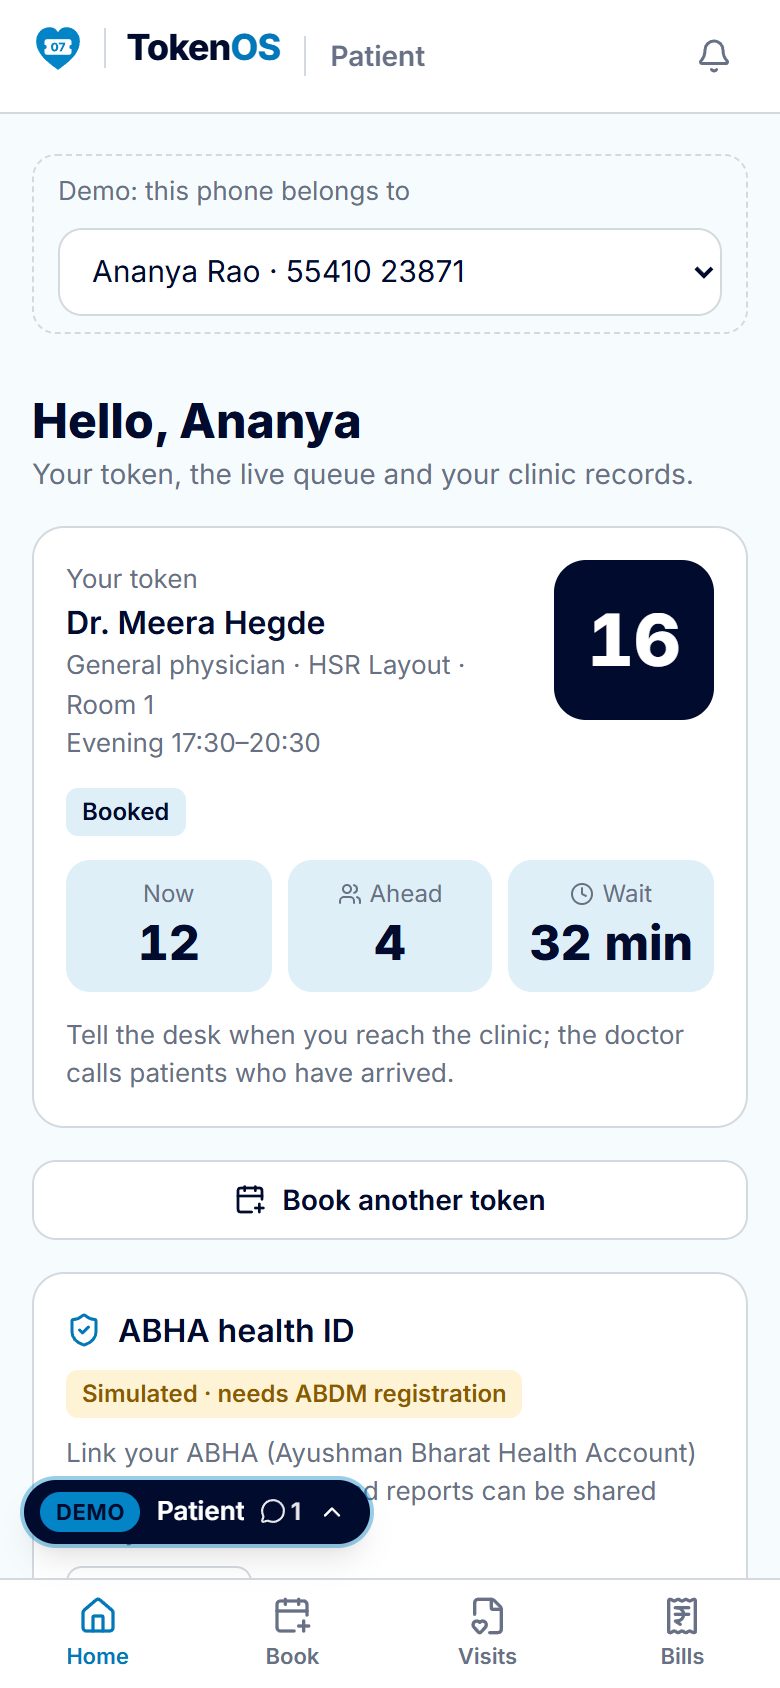 07
TokenOS
Patient
Demo: this phone belongs to
Ananya Rao · 55410 23871
Hello, Ananya
Your token, the live queue and your clinic records.
Your token
Dr. Meera Hegde
General physician · HSR Layout ·
Room 1
Evening 17:30–20:30
16
Booked
Now
12
Ahead
4
Wait
32 min
Tell the desk when you reach the clinic; the doctor
calls patients who have arrived.
Book another token
ABHA health ID
Simulated · needs ABDM registration
Link your ABHA (Ayushman Bharat Health Account)
reports can be shared
DEMO Patient 1
Home
Book
Visits
Bills